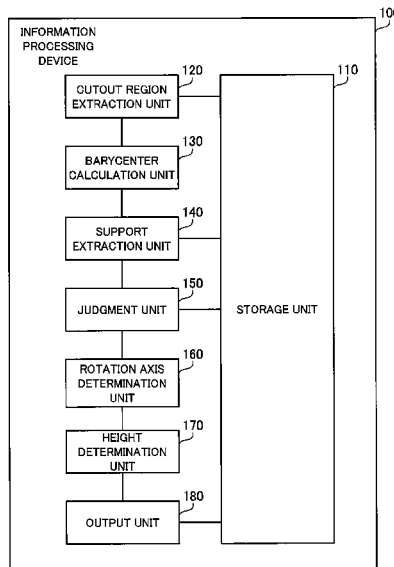 INFORMATION
PROCESSING
DEVICE
120
CUTOUT REGION
EXTRACTION UNIT
110
130
BARYCENTER
CALCULATION UNIT
140
SUPPORT
EXTRACTION UNIT
150
JUDGMENT UNIT
STORAGE UNIT
160
ROTATION AXIS
DETERMINATION
UNIT
170
HEIGHT
DETERMINATION
UNIT
180
OUTPUT UNIT